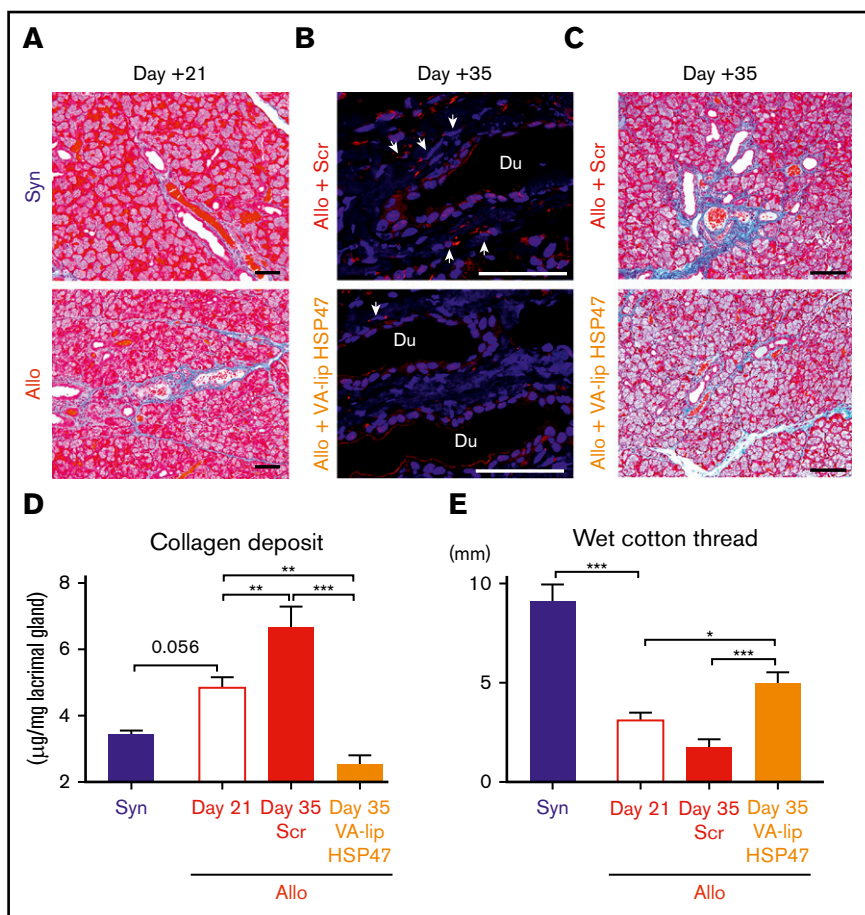 A
B
C
Day +21
Day +35
Day +35
Syn
Allo + Scr
Du
Allo + Scr
Allo
Allo + VA-lip HSP47
Du
Du
Allo + VA-lip HSP47
D
E
Collagen deposit
(µg/mg lacrimal gland)
8
6
4
2
0.056
**
**
***
Syn
Day 21
Day 35
Scr
Day 35
VA-lip
HSP47
Allo
Wet cotton thread
(mm)
10
5
0
***
*
***
Syn
Day 21
Day 35
Scr
Day 35
VA-lip
HSP47
Allo